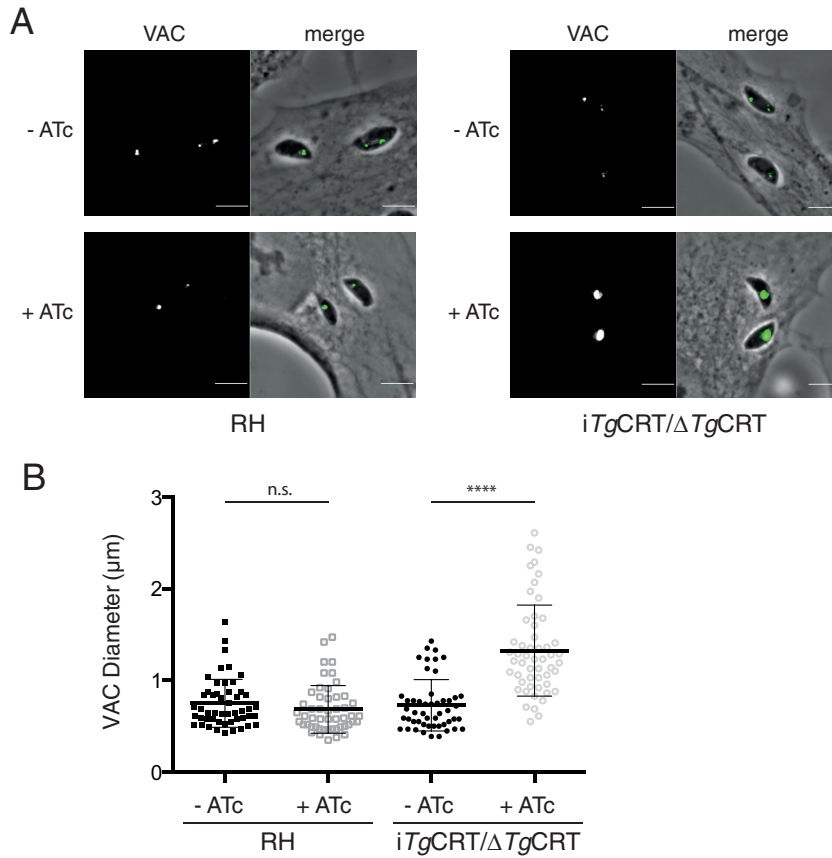 A
VAC merge
VAC merge
- ATc
- ATc
+ ATc
+ ATc
RH
iTgCRT/ΔTgCRT
B
n.s.
****
3
2
1
0
VAC Diameter (μm)
- ATc + ATc - ATc + ATc
RH iTgCRT/ΔTgCRT